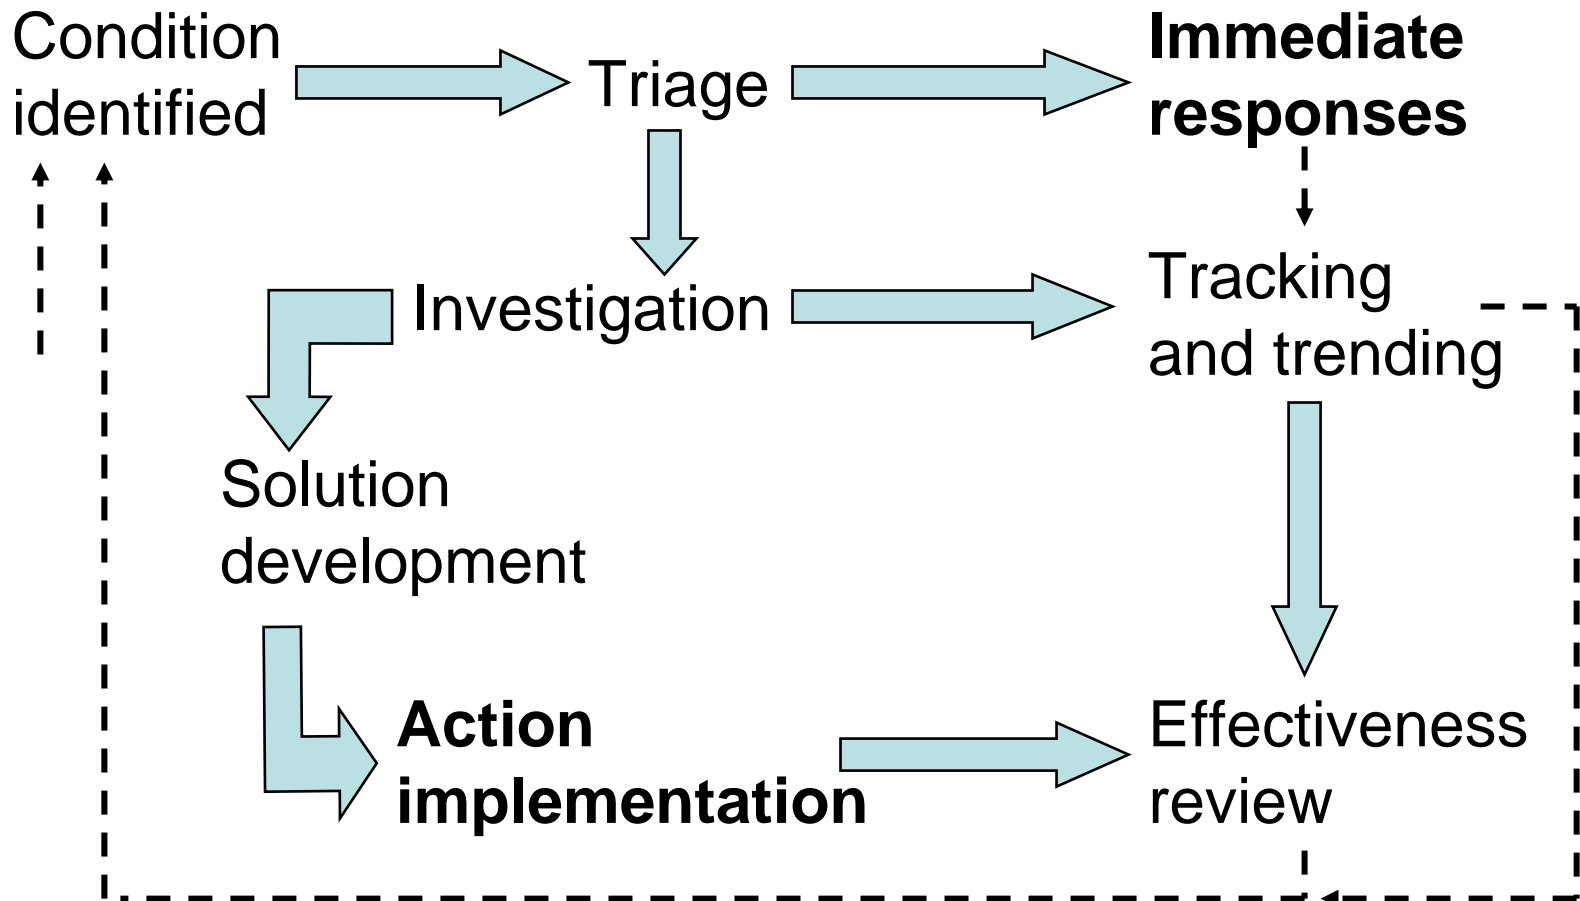 Condition
identified
Triage
Immediate
responses
Investigation
Tracking
and trending
Solution
development
Action
implementation
Effectiveness
review